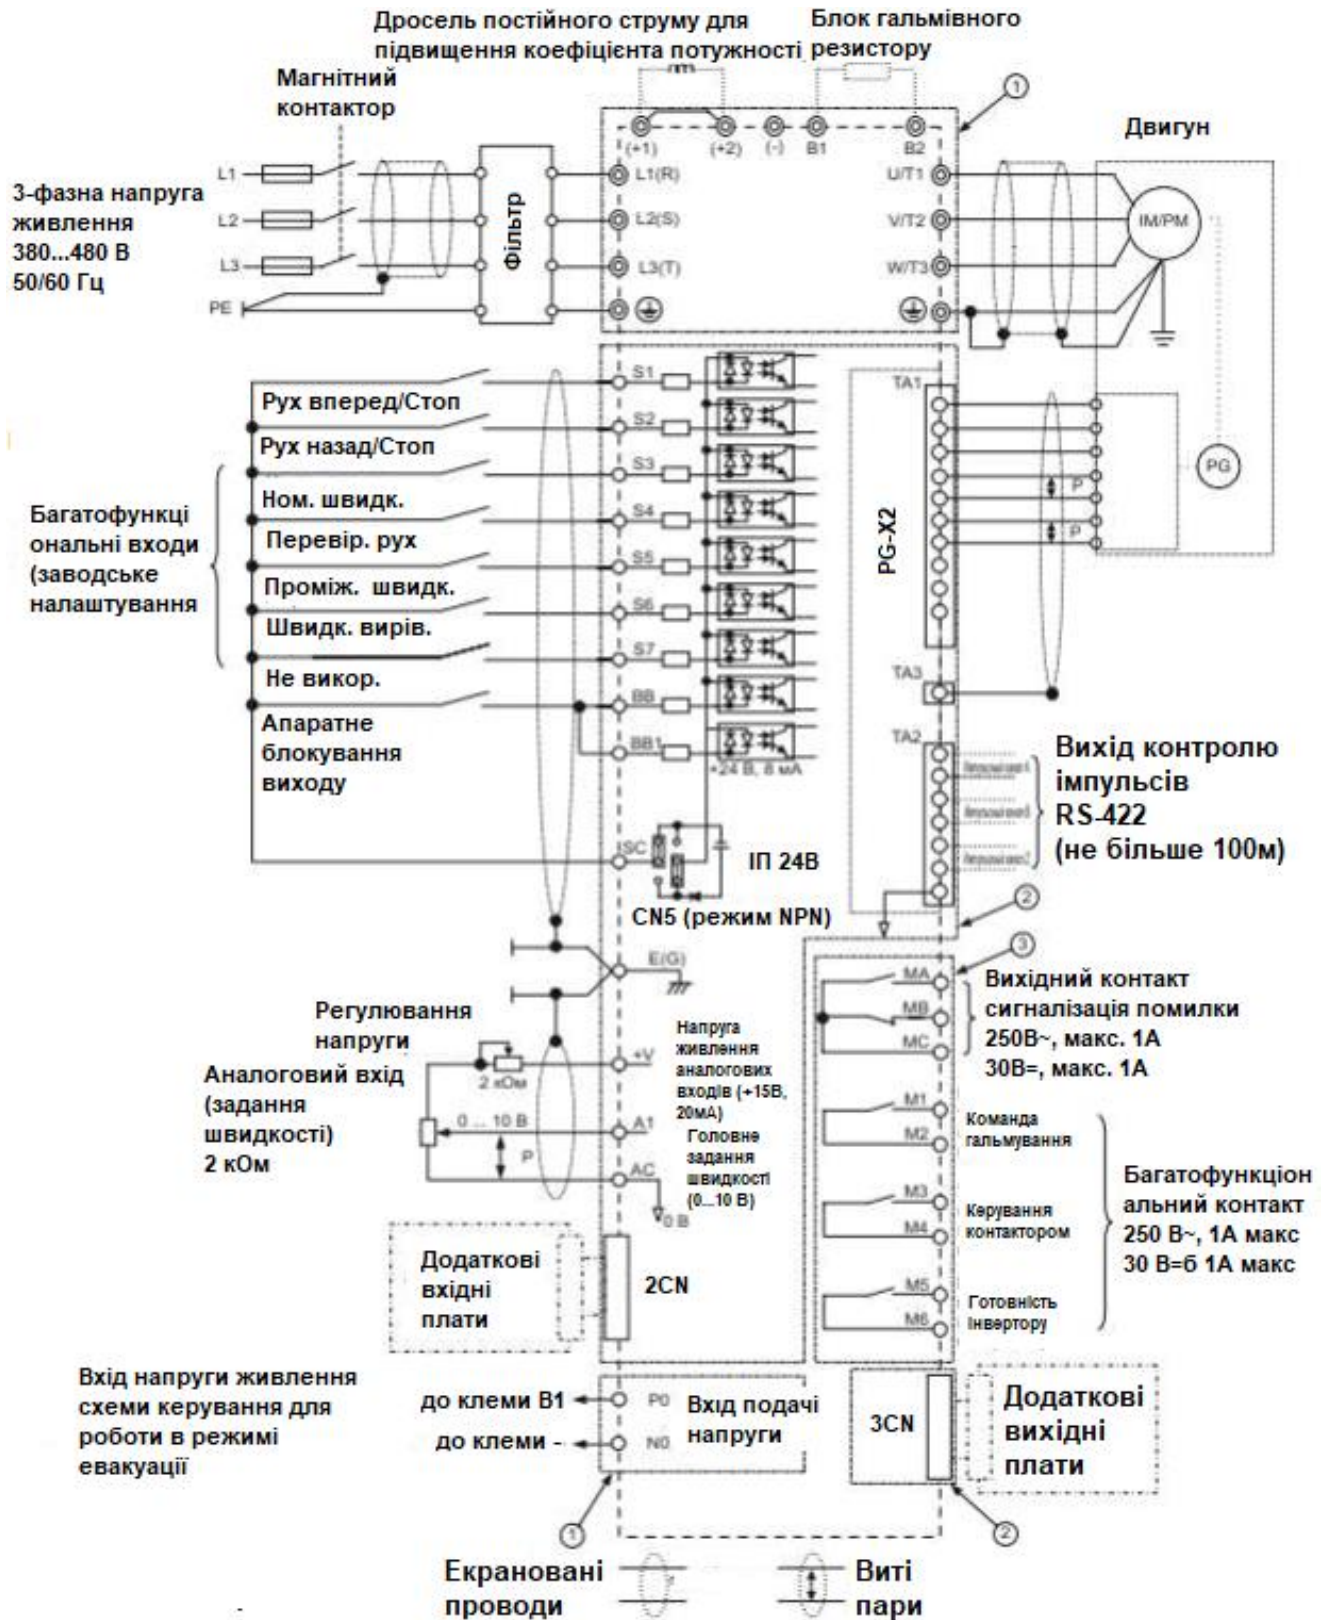 Дросель постійного струму для
підвищення коефіцієнта потужності
Блок гальмівного
резистору
Магнітний
контактор
1
Двигун
(+1)
(+2)
(-)
B1
B2
3-фазна напруга
живлення
380...480 В
50/60 Гц
L1
L2
L3
PE
Фільтр
L1(R)
L2(S)
L3(T)
U/T1
V/T2
W/T3
IM/PM
S1
Рух вперед/Стоп
S2
Рух назад/Стоп
S3
Ном. швидк.
S4
Перевір. рух
S5
Проміж. швидк.
S6
Швидк. вирів.
S7
Не викор.
BB
Апаратне
блокування
виходу
BB1
+24 В, 8 мА
Багатофункці
ональні входи
(заводське
налаштування
TA1
PG-X2
PG
P
P
TA3
TA2
Вихід контролю
імпульсів
RS-422
(не більше 100м)
SC
ІП 24В
CN5 (режим NPN)
2
3
E(G)
MA
MB
MC
Вихідний контакт
сигналізація помилки
250В~, макс. 1А
30В=, макс. 1А
Регулювання
напруги
Аналоговий вхід
(задання
швидкості)
2 кОм
2 кОм
+V
0 ... 10 В
A1
P
AC
0 В
Напруга
живлення
аналогових
входів (+15В,
20мА)
Головне
задання
швидкості
(0...10 В)
M1
M2
Команда
гальмування
M3
M4
Керування
контактором
M5
M6
Готовність
інвертору
Багатофункціон
альний контакт
250 В~, 1А макс
30 В=б 1А макс
Додаткові
вхідні
плати
2CN
Вхід напруги живлення
схеми керування для
роботи в режимі
евакуації
до клеми В1
P0
до клеми -
N0
Вхід подачі
напруги
3CN
Додаткові
вихідні
плати
1
2
Екрановані
проводи
Виті
пари